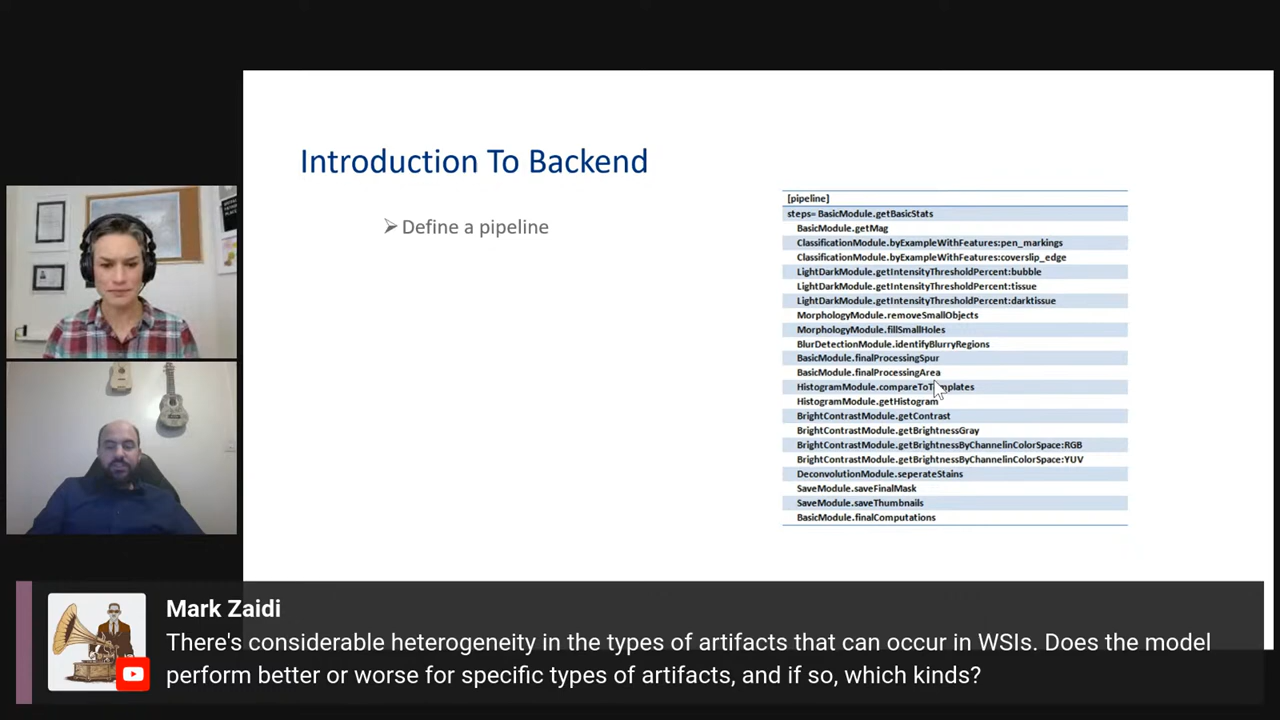 Introduction To Backend
Define a pipeline
[pipeline]
steps= BasicModule.getBasicStats
BasicModule.getMag
ClassificationModule.byExampleWithFeatures:pen_markings
ClassificationModule.byExampleWithFeatures:coverslip_edge
LightDarkModule.getIntensityThresholdPercent:bubble
LightDarkModule.getIntensityThresholdPercent:tissue
LightDarkModule.getIntensityThresholdPercent:darktissue
MorphologyModule.removeSmallObjects
MorphologyModule.fillSmallHoles
BlurDetectionModule.identifyBlurryRegions
BasicModule.finalProcessingSpur
BasicModule.finalProcessingArea
HistogramModule.compareToTemplates
HistogramModule.getHistogram
BrightContrastModule.getContrast
BrightContrastModule.getBrightnessGray
BrightContrastModule.getBrightnessByChannelinColorSpace:RGB
BrightContrastModule.getBrightnessByChannelinColorSpace:YUV
DeconvolutionModule.seperateStains
SaveModule.saveFinalMask
SaveModule.saveThumbnails
BasicModule.finalComputations
Mark Zaidi
There's considerable heterogeneity in the types of artifacts that can occur in WSIs. Does the model
perform better or worse for specific types of artifacts, and if so, which kinds?